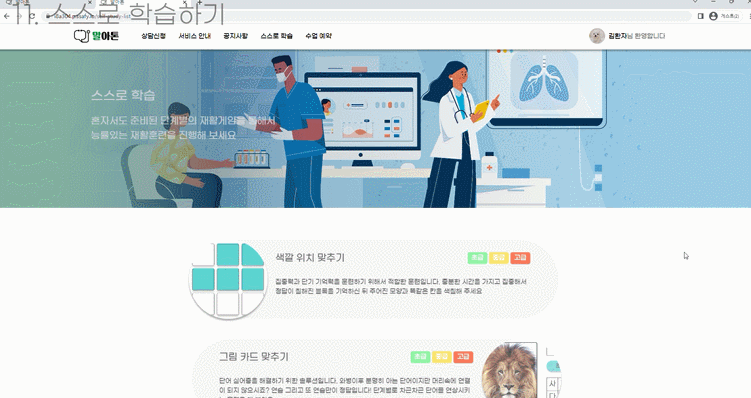 11. 스스로 학습하기
말아톤
상담신청 서비스 안내 공지사항 스스로 학습 수업 예약
김환자님 환영합니다
스스로 학습
혼자서도 준비된 단계별의 재활게임을 통해서
능률있는 재활훈련을 진행해 보세요
색깔 위치 맞추기
초급 중급 고급
집중력과 단기 기억력을 훈련하기 위해서 적합한 훈련입니다. 충분한 시간을 가지고 집중해서
정답이 칠해진 블록을 기억하신 뒤 주어진 모양과 똑같은 칸을 색칠해 주세요
그림 카드 맞추기
초급 중급 고급
단어 실어증을 해결하기 위한 솔루션입니다. 와병이후 분명히 아는 단어이지만 머리속에 연결
이 되지 않으시죠? 연습 그리고 또 연습만이 정답입니다! 단계별로 차근차근 단어를 연상시키
사